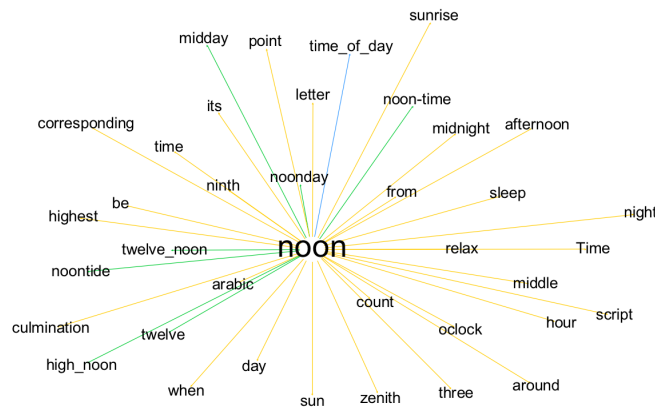 sunrise
midday
point
time_of_day
letter
its
noon-time
corresponding
midnight
afternoon
time
noonday
ninth
from
sleep
be
highest
night
twelve_noon
noon
relax
Time
noontide
arabic
middle
count
script
culmination
twelve
oclock
hour
high_noon
day
when
sun
zenith
three
around